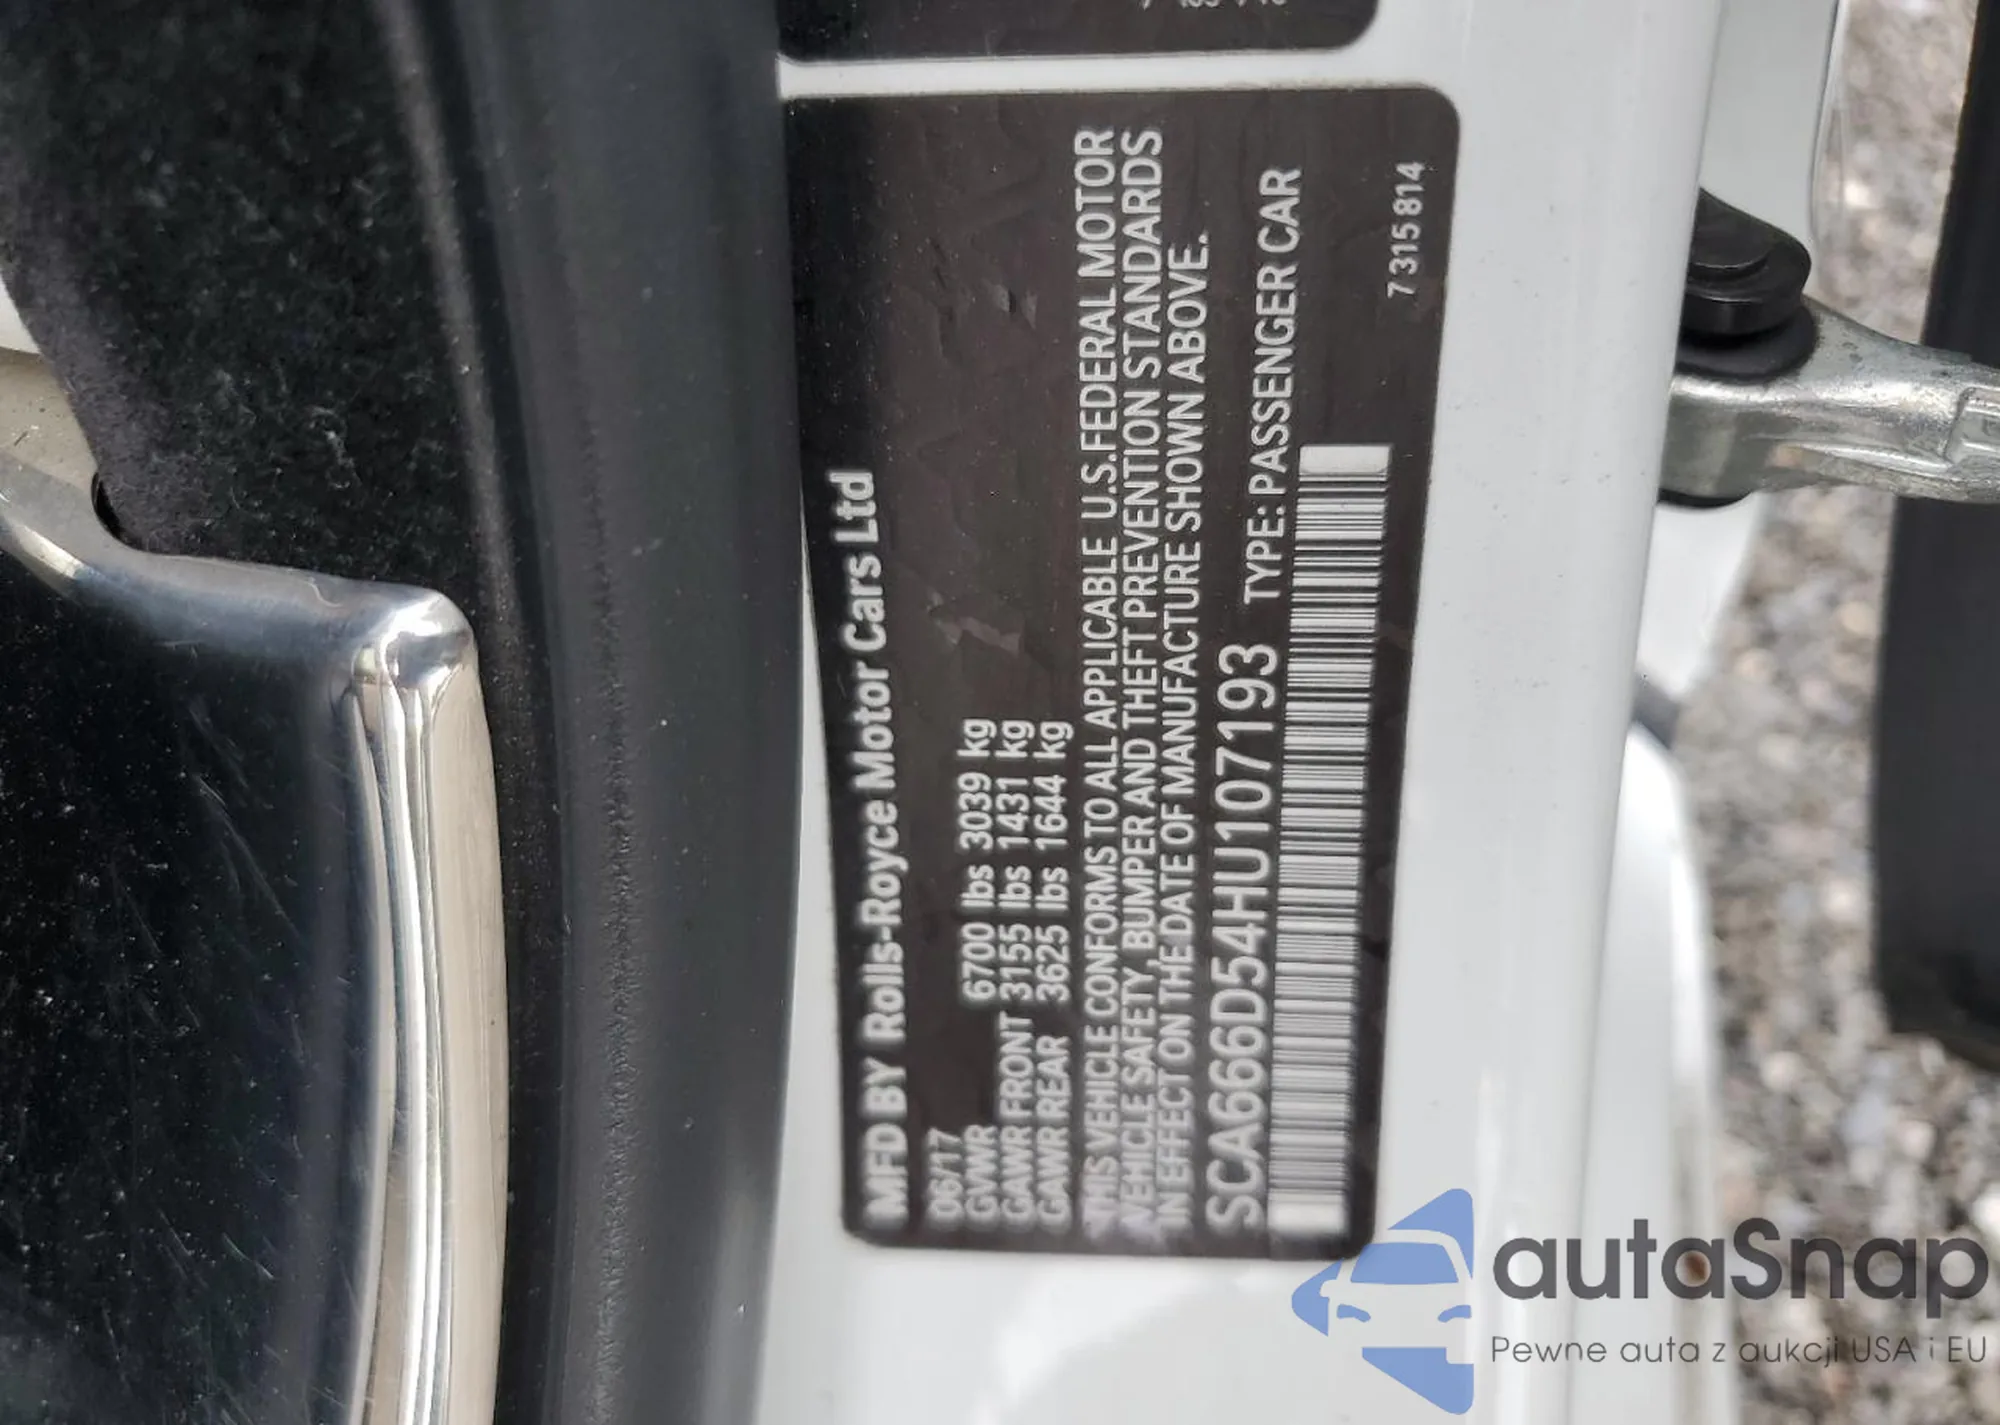 MFD BY Rolls-Royce Motor Cars Ltd
06/17
GVWR 6700 lbs 3039 kg
GAWR FRONT 3155 lbs 1431 kg
GAWR REAR 3625 lbs 1644 kg
THIS VEHICLE CONFORMS TO ALL APPLICABLE U.S.FEDERAL MOTOR
VEHICLE SAFETY, BUMPER AND THEFT PREVENTION STANDARDS
IN EFFECT ON THE DATE OF MANUFACTURE SHOWN ABOVE.
SCA666D54HU107193 TYPE: PASSENGER CAR
7315814
autaSnap
Pewne auta z aukcji USA i EU